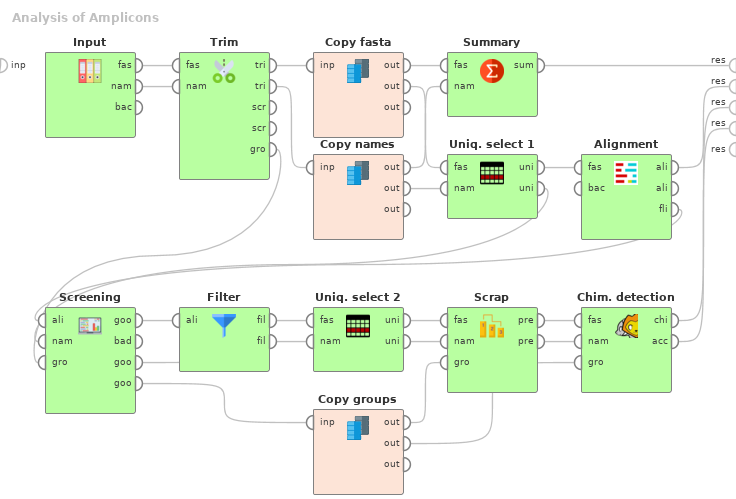 Analysis of Amplicons
Input
Trim
Copy fasta
Summary
res
inp
fas
nam
bac
fas
nam
tri
tri
scr
scr
gro
inp
out
out
out
fas
nam
sum
res
res
res
res
Copy names
Uniq. select 1
Alignment
inp
out
out
out
fas
nam
uni
uni
fas
bac
ali
ali
fli
Screening
Filter
Uniq. select 2
Scrap
Chim. detection
ali
nam
gro
goo
bad
goo
goo
ali
fil
fil
fas
nam
uni
uni
fas
nam
gro
pre
pre
fas
nam
gro
chi
acc
Copy groups
inp
out
out
out